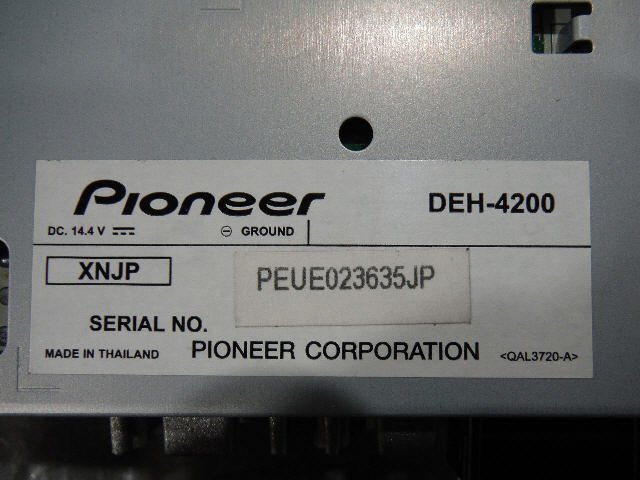 Pioneer
DEH-4200
DC. 14.4 V
⊖ GROUND
XNJP
PEUE023635JP
SERIAL NO.
MADE IN THAILAND
PIONEER CORPORATION
<QAL3720-A>